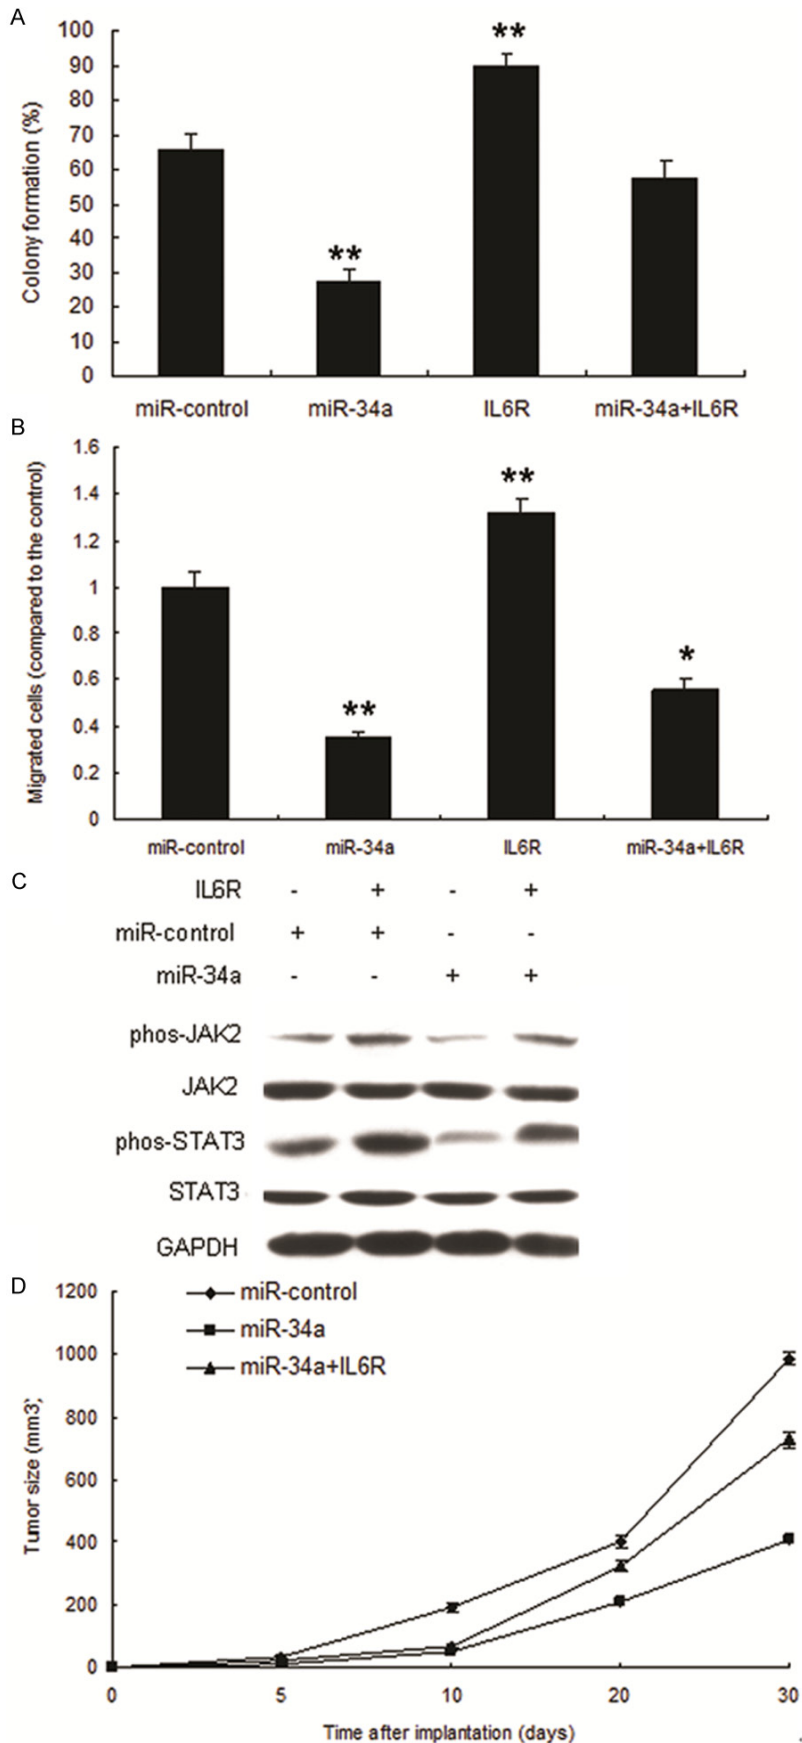 A
100
**
90
80
70
60
50
**
40
30
20
10
0
Colony formation (%)
miR-control miR-34a IL6R miR-34a+IL6R
B
1.6
**
1.4
1.2
1
0.8
*
0.6
**
0.4
0.2
0
Migrated cells (compared to the control)
miR-control miR-34a IL6R miR-34a+IL6R
C
IL6R - + - +
miR-control + + - -
miR-34a - - + +
phos-JAK2
JAK2
phos-STAT3
STAT3
GAPDH
D
1200
1000
800
600
400
200
0
Tumor size (mm3)
miR-control
miR-34a
miR-34a+IL6R
0 5 10 20 30
Time after implantation (days)